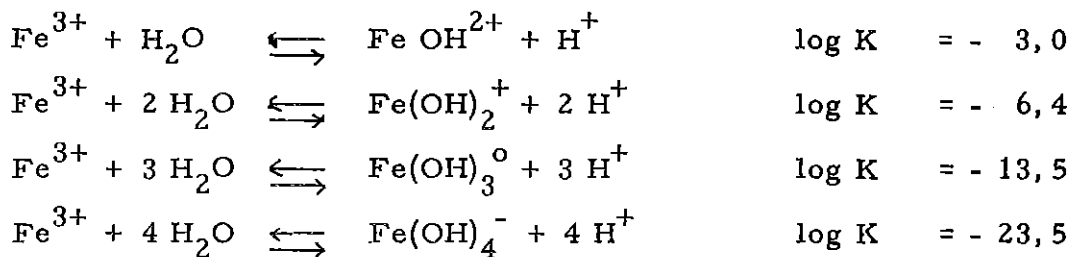 Fe³⁺ + H₂O ⇌ Fe OH²⁺ + H⁺ log K = - 3,0
Fe³⁺ + 2 H₂O ⇌ Fe(OH)₂⁺ + 2 H⁺ log K = - 6,4
Fe³⁺ + 3 H₂O ⇌ Fe(OH)₃° + 3 H⁺ log K = - 13,5
Fe³⁺ + 4 H₂O ⇌ Fe(OH)₄⁻ + 4 H⁺ log K = - 23,5